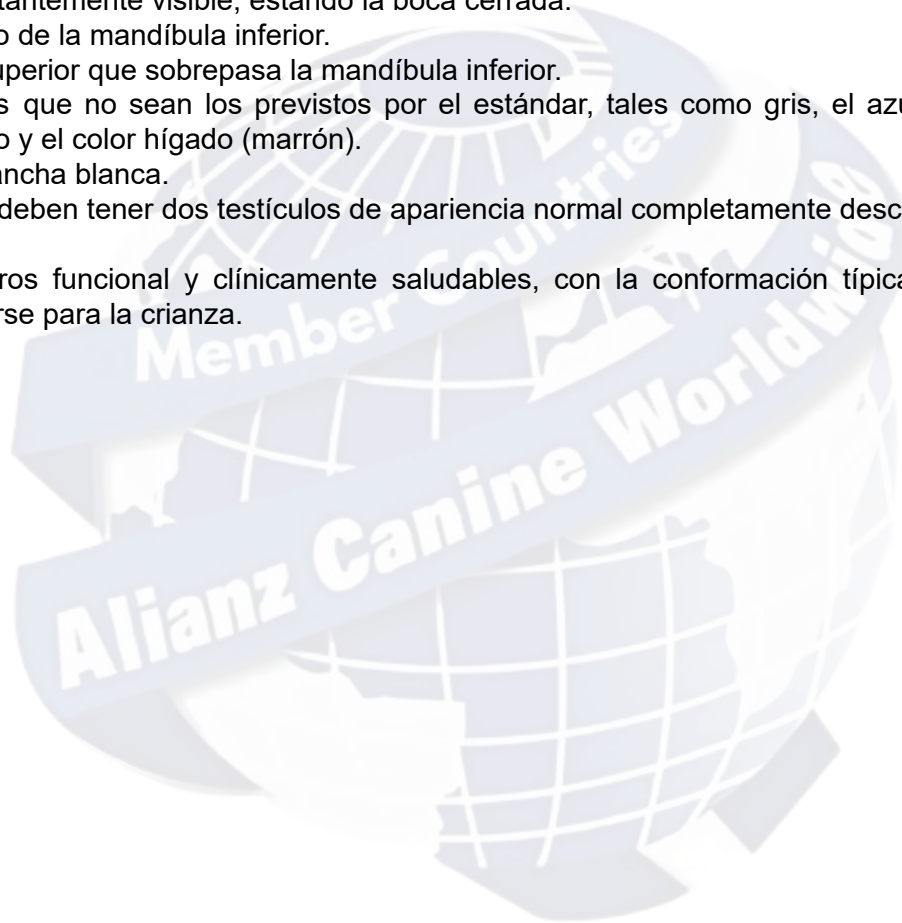 tantemente visible, estando la boca cerrada.
o de la mandíbula inferior.
uperior que sobrepasa la mandíbula inferior.
s que no sean los previstos por el estándar, tales como gris, el azu
o y el color hígado (marrón).
ancha blanca.
deben tener dos testículos de apariencia normal completamente desc
ros funcional y clínicamente saludables, con la conformación típica
rse para la crianza.
Member Countries
Alianz Canine Worldwide